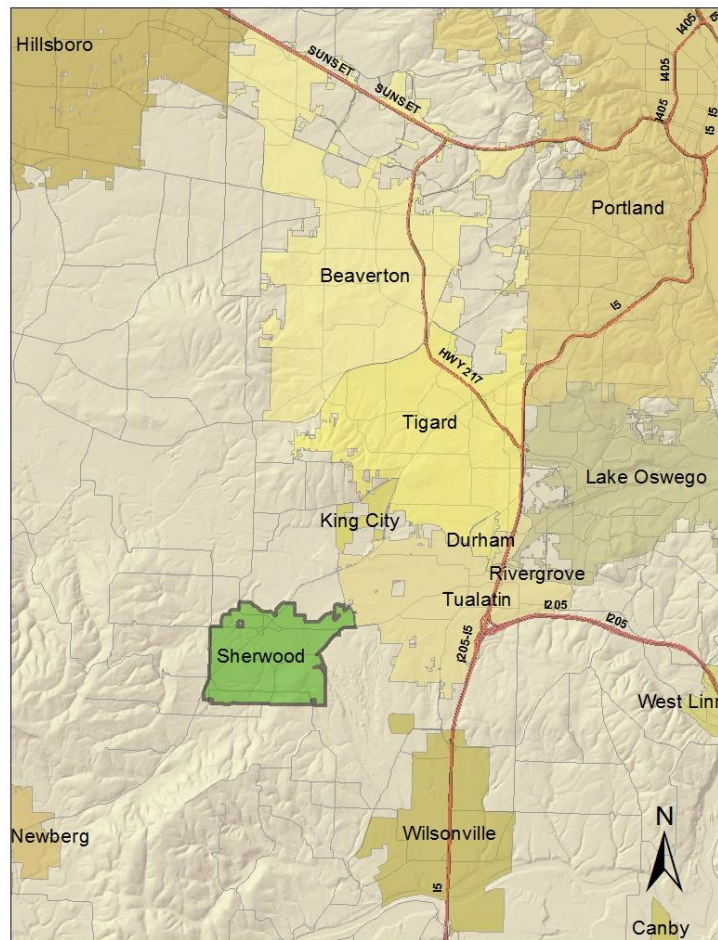 Hillsboro
SUNSET
SUNSET
I405
I405
I405
I5
I5
I5
Portland
Beaverton
I5
HWY 217
Tigard
Lake Oswego
King City
Durham
Rivergrove
Tualatin
I205
I205
I205-I5
Sherwood
West Linn
N
Newberg
Wilsonville
I5
Canby